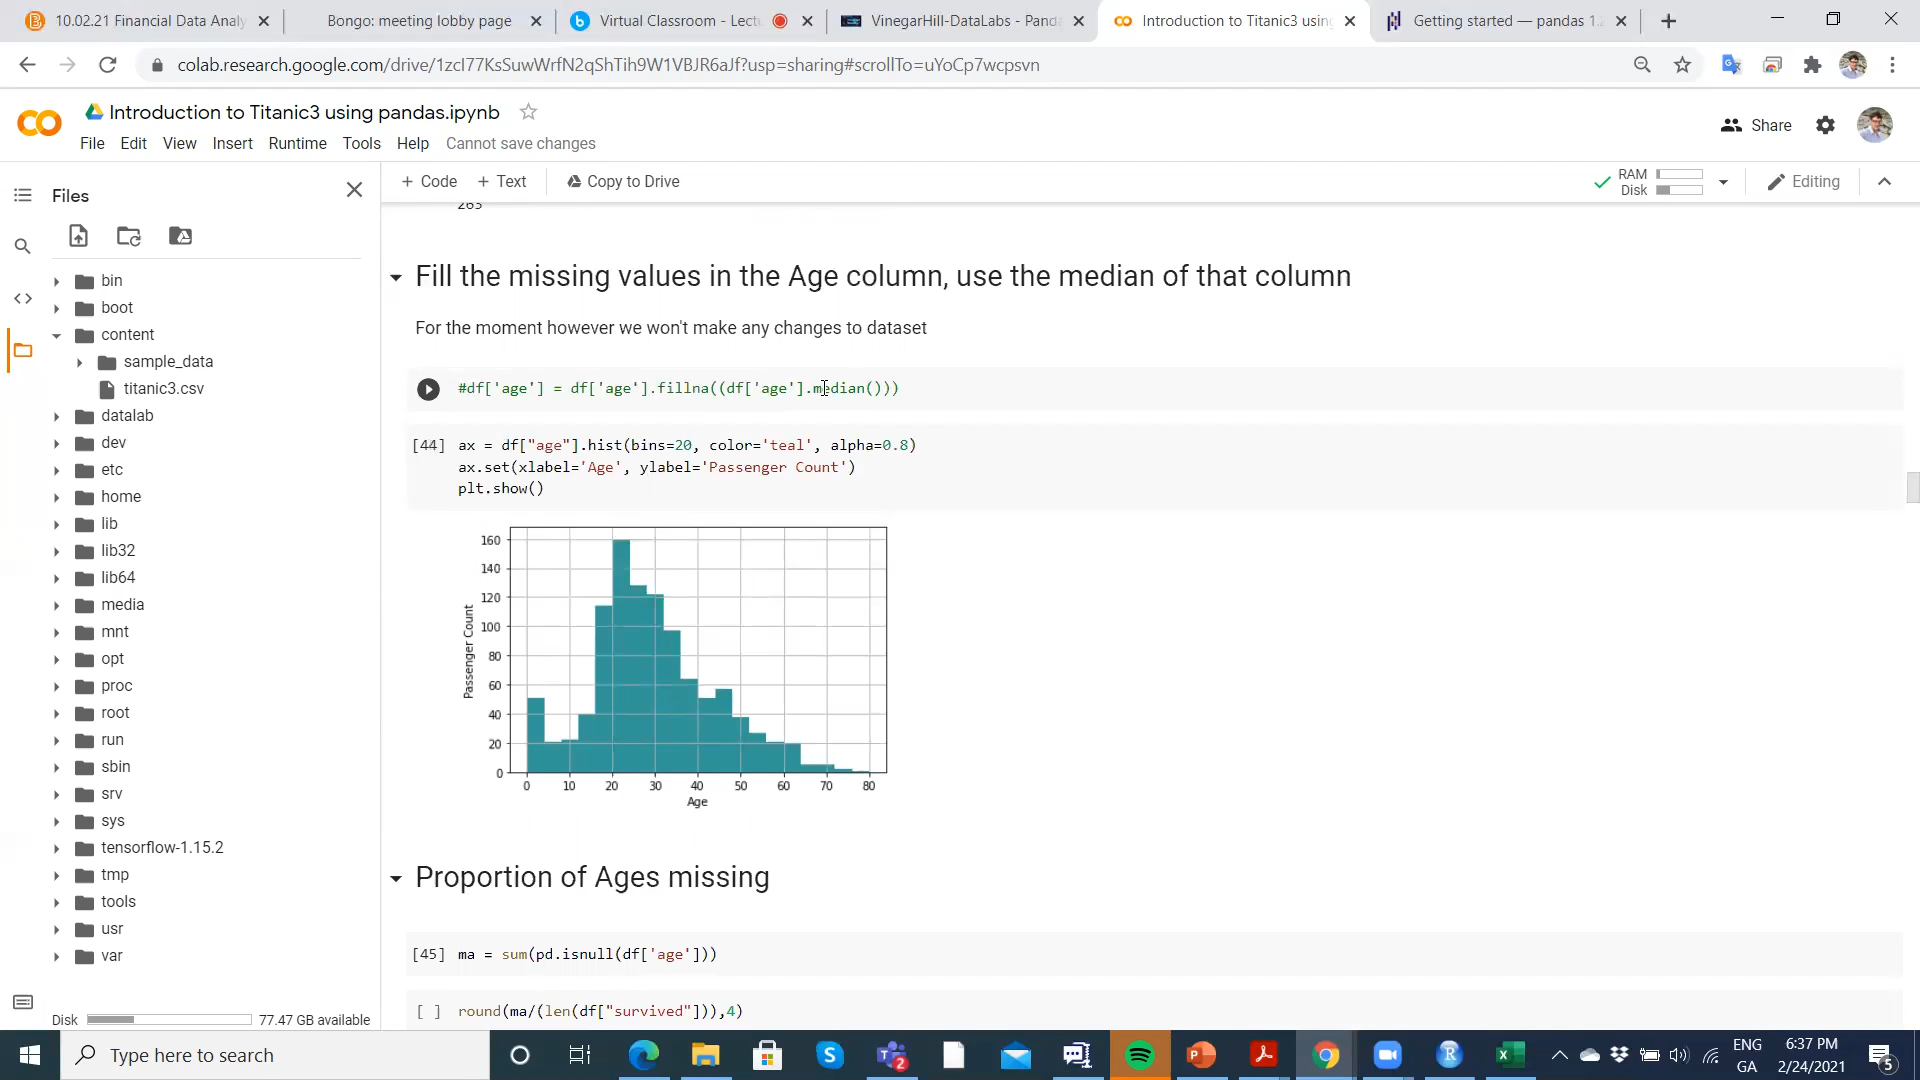 10.02.21 Financial Data Analy
Bongo: meeting lobby page
Virtual Classroom - Lectu
VinegarHill-DataLabs - Panda
Introduction to Titanic3 using
Getting started — pandas 1.2
colab.research.google.com/drive/1zcI77KsSuwWrfN2qShTih9W1VBJR6aJf?usp=sharing#scrollTo=uYoCp7wcpsvn
Introduction to Titanic3 using pandas.ipynb
Share
File Edit View Insert Runtime Tools Help Cannot save changes
Files
+ Code + Text Copy to Drive
RAM
Disk
Editing
bin
boot
content
sample_data
titanic3.csv
datalab
dev
etc
home
lib
lib32
lib64
media
mnt
opt
proc
root
run
sbin
srv
sys
tensorflow-1.15.2
tmp
tools
usr
var
Disk 77.47 GB available
263
Fill the missing values in the Age column, use the median of that column
For the moment however we won't make any changes to dataset
#df['age'] = df['age'].fillna((df['age'].median()))
[44] ax = df["age"].hist(bins=20, color='teal', alpha=0.8)
ax.set(xlabel='Age', ylabel='Passenger Count')
plt.show()
Passenger Count
160
140
120
100
80
60
40
20
0
0 10 20 30 40 50 60 70 80
Age
Proportion of Ages missing
[45] ma = sum(pd.isnull(df['age']))
[ ] round(ma/(len(df["survived"])),4)
Type here to search
2
ENG
GA
6:37 PM
2/24/2021
5